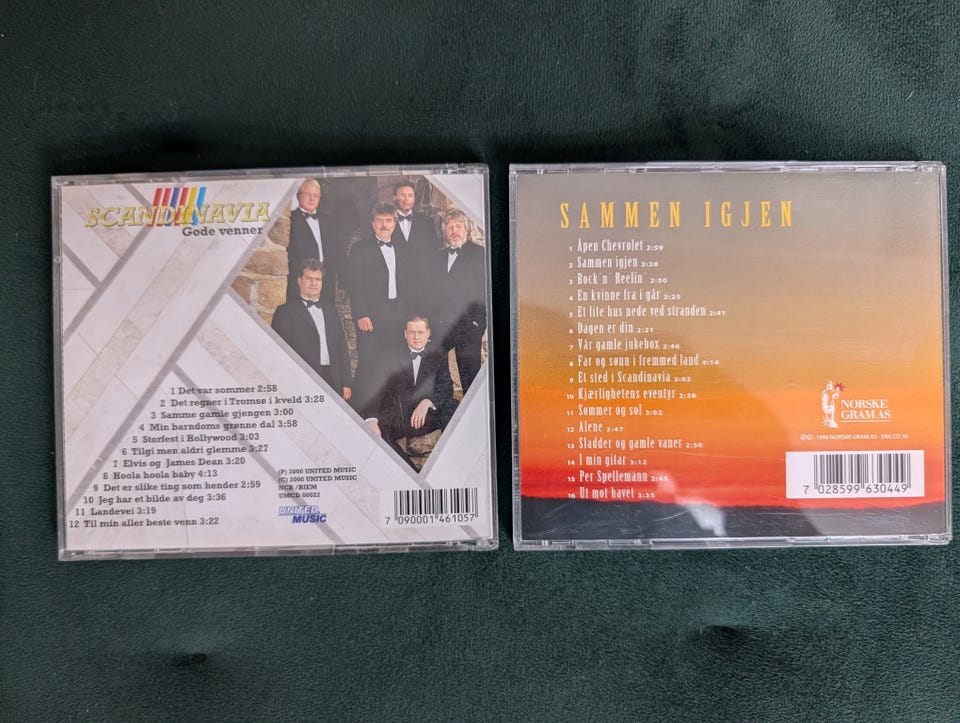 SCANDINAVIA
Gode venner
1 Det var sommer 2:58
2 Det regner i Tromsø i kveld 3:28
3 Samme gamle gjengen 3:00
4 Min barndoms grønne dal 3:58
5 Storfest i Hollywood 3:03
6 Tilgi men aldri glemme 3:27
7 Elvis og James Dean 3:20
8 Hoola hoola baby 4:13
9 Det er slike ting som hender 2:59
10 Jeg har et bilde av deg 3:36
11 Landevei 3:19
12 Til min aller beste venn 3:22
(P) 2000 UNITED MUSIC
(C) 2000 UNITED MUSIC
NCB /BIEM
UMCD 00022
UNITED
MUSIC
7 090001 461057
SAMMEN IGJEN
1 Åpen Chevrolet 2:59
2 Sammen igjen 3:28
3 Rock'n' Reelin' 2:50
4 En kvinne fra i går 3:25
5 Et lite hus nede ved stranden 2:41
6 Dagen er din 2:21
7 Vår gamle jukebox 2:46
8 Far og sønn i fremmed land 4:14
9 Et sted i Scandinavia 3:03
10 Kjærlighetens eventyr 2:38
11 Sommer og sol 3:02
12 Alene 3:47
13 Sladder og gamle vaner 2:50
14 I min gitar 3:12
15 Per Spellemann 2:45
16 Ut mot havet 3:35
NORSKE
GRAM AS
℗© 1996 NORSKE GRAM AS - ENG CD 30
7 028599 630449